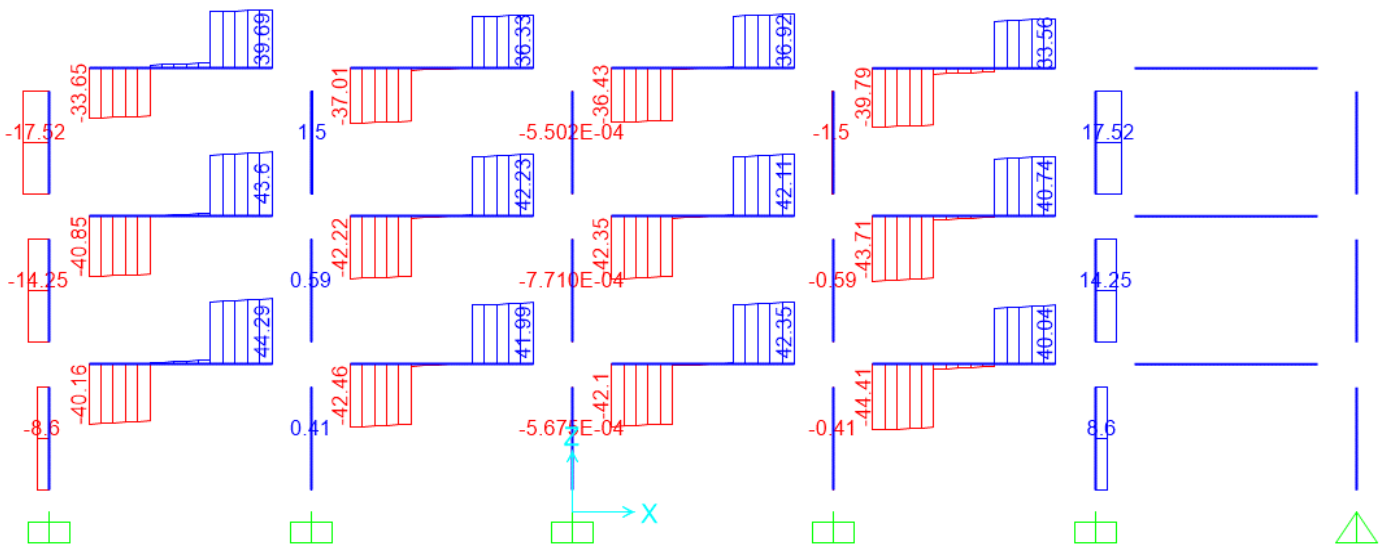 39.69 36.33 36.92 33.56
-33.65 -37.01 -36.43 -39.79
-17.52 1.5 -5.502E-04 -1.5 17.52
43.6 42.23 42.11 40.74
-40.85 -42.22 -42.35 -43.71
-14.25 0.59 -7.710E-04 -0.59 14.25
44.29 41.99 42.35 40.04
-40.16 -42.46 -42.1 -44.41
-8.6 0.41 -5.675E-04 -0.41 8.6
Z
X